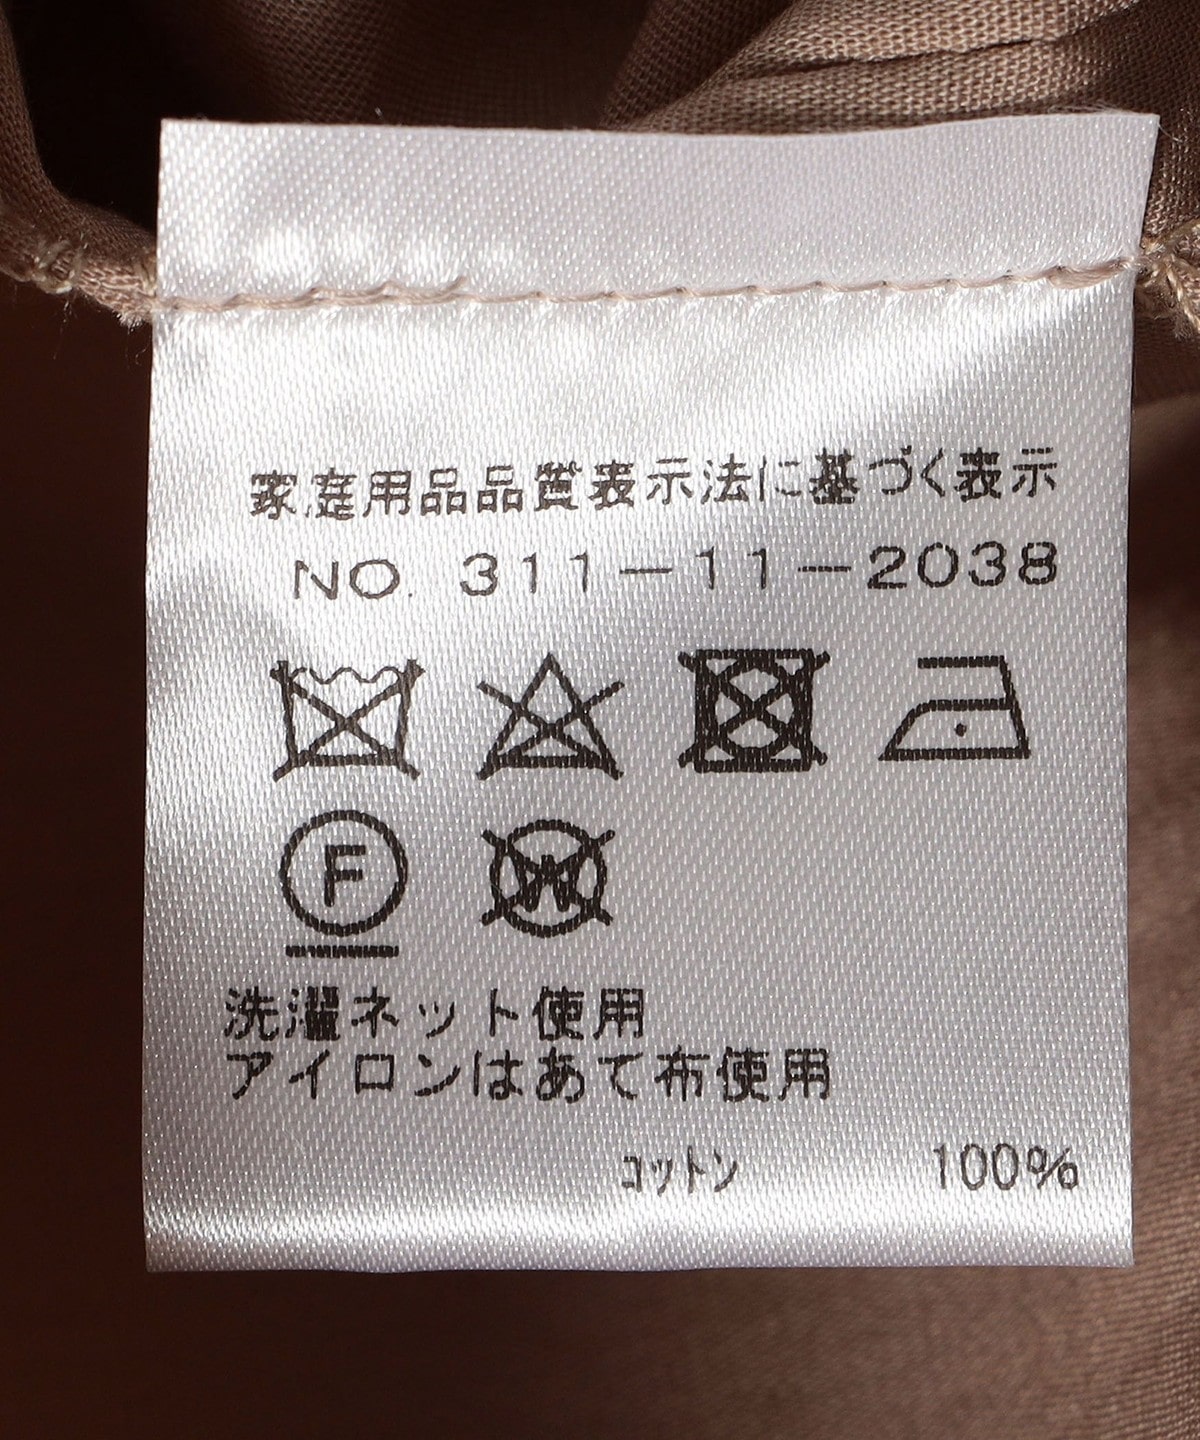 家庭用品品質表示法に基づく表示
NO. 311-11-2038
F
W
洗濯ネット使用
アイロンはあて布使用
コットン 100%